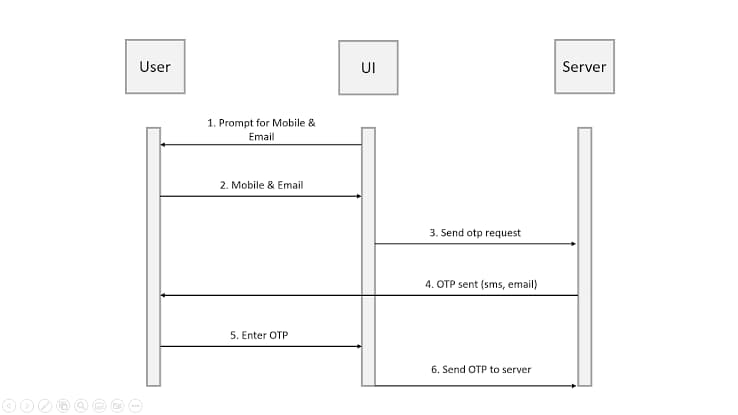 User
UI
Server
1. Prompt for Mobile &
Email
2. Mobile & Email
3. Send otp request
4. OTP sent (sms, email)
5. Enter OTP
6. Send OTP to server